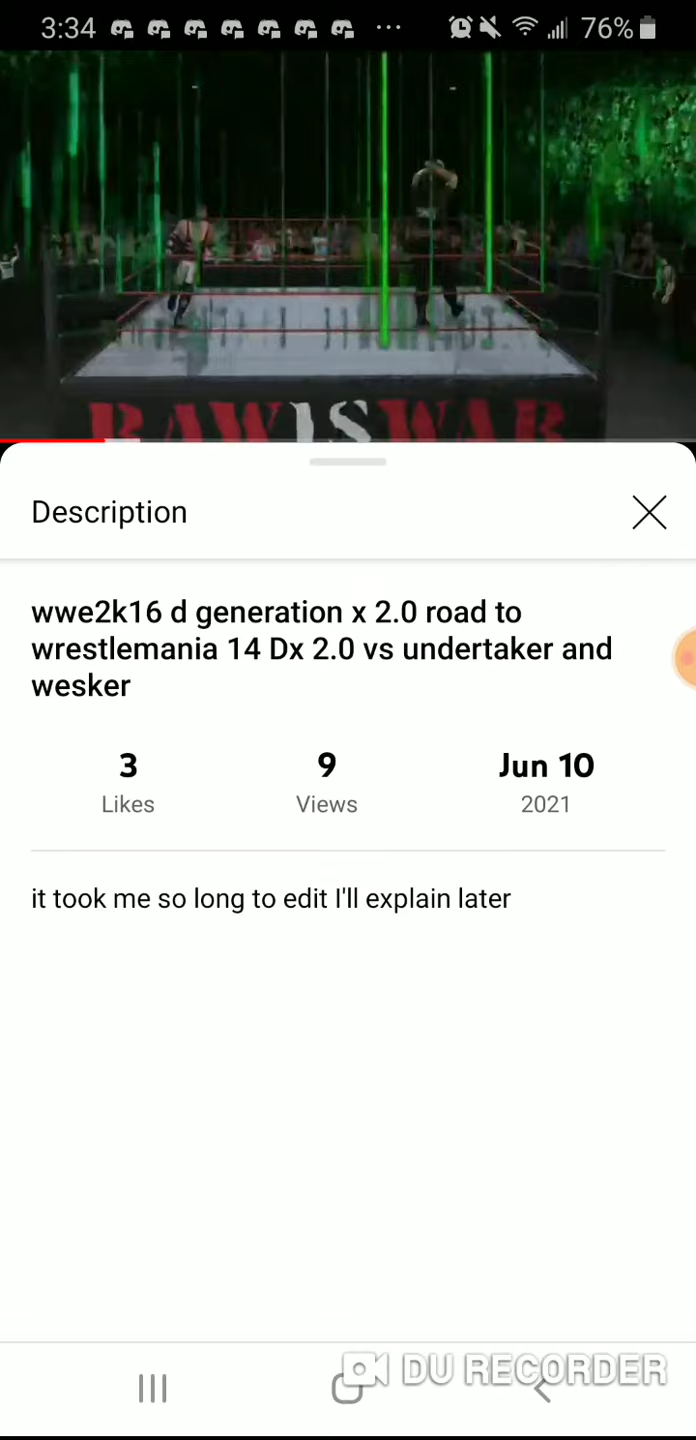 3:34
76%
RAW IS WAR
Description
wwe2k16 d generation x 2.0 road to
wrestlemania 14 Dx 2.0 vs undertaker and
wesker
3 9 Jun 10
Likes Views 2021
it took me so long to edit I'll explain later
DU RECORDER